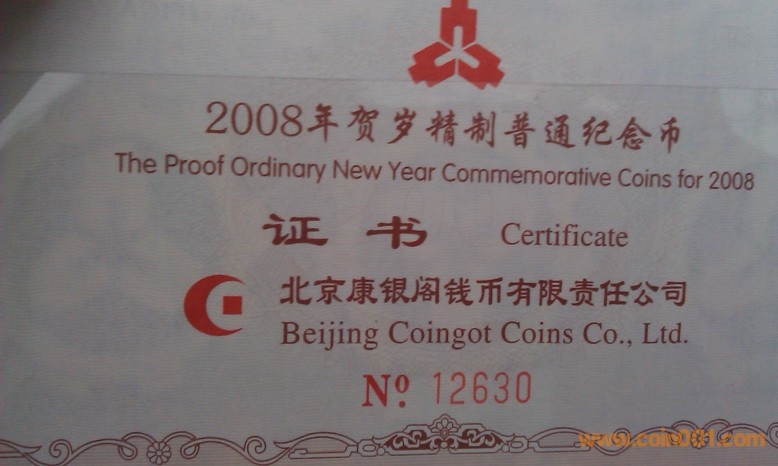 2008年贺岁精制普通纪念币
The Proof Ordinary New Year Commemorative Coins for 2008
证书 Certificate
北京康银阁钱币有限责任公司
Beijing Coingot Coins Co., Ltd.
Nº 12630
www.coin001.com